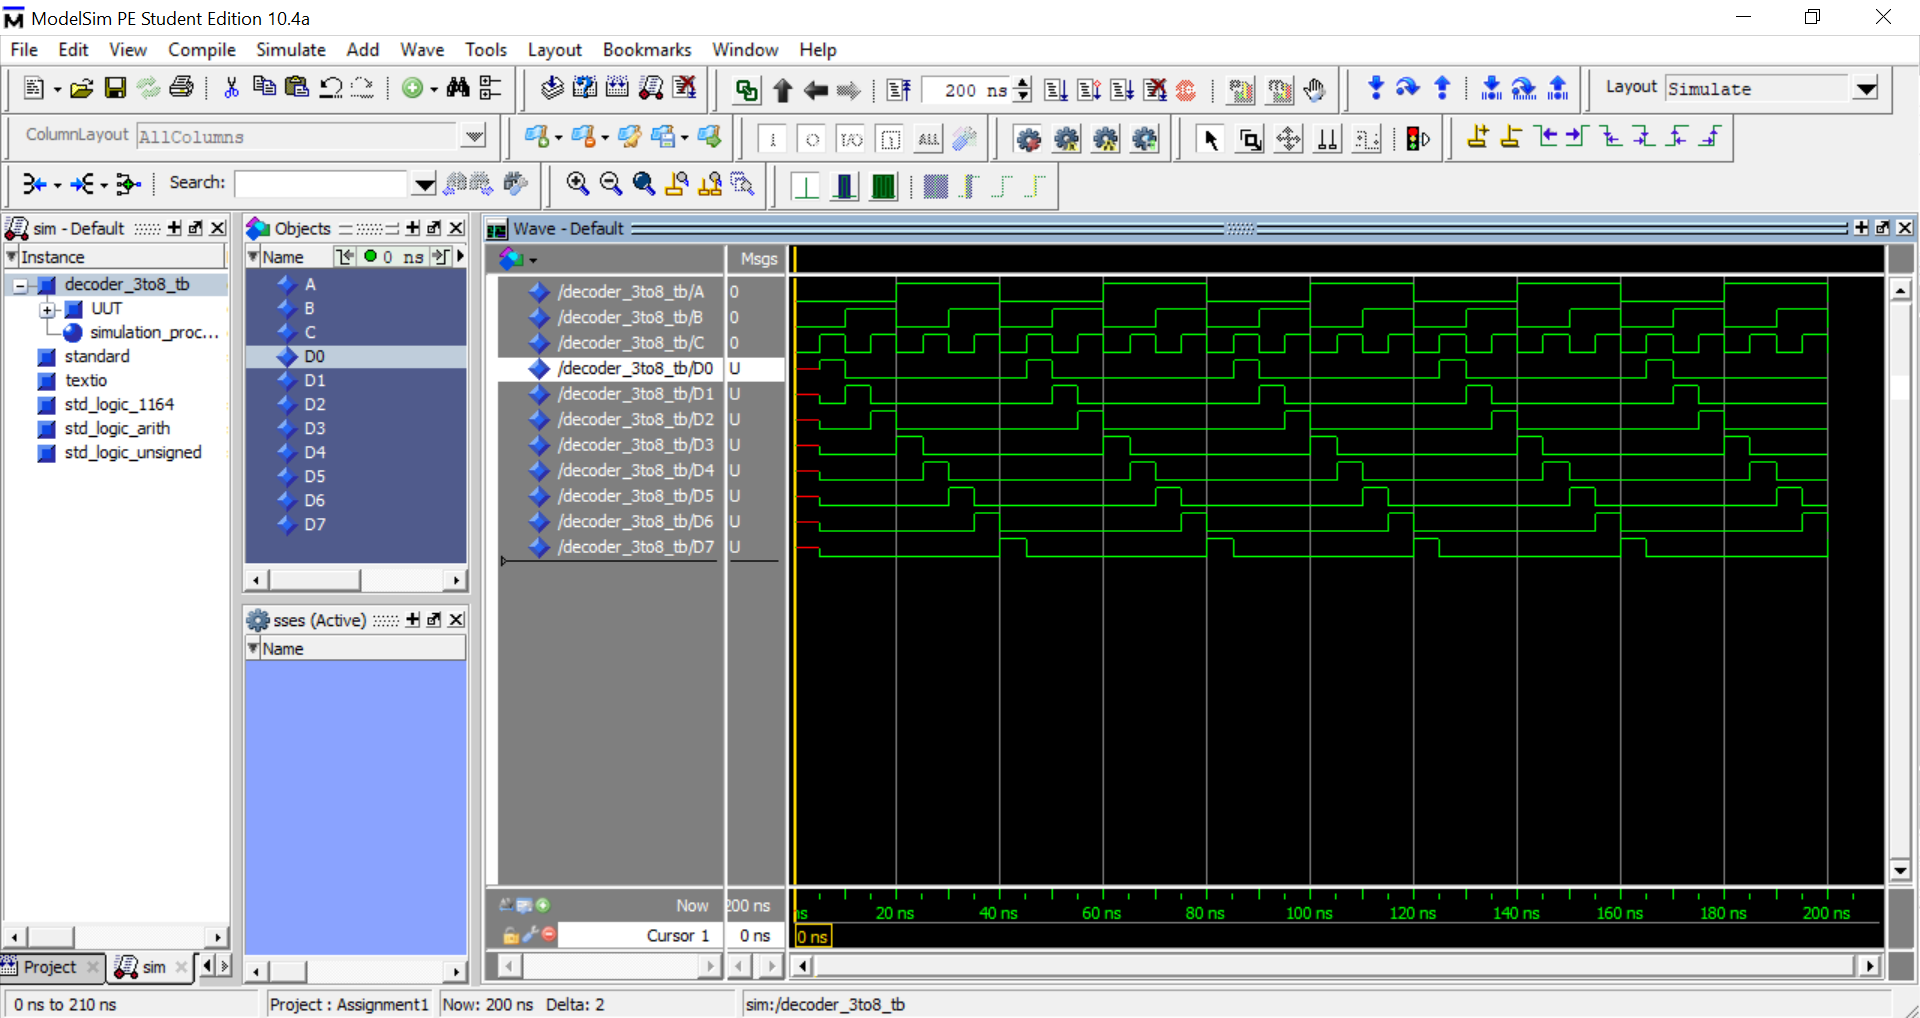 ModelSim PE Student Edition 10.4a
File Edit View Compile Simulate Add Wave Tools Layout Bookmarks Window Help
200 ns
Layout Simulate
ColumnLayout AllColumns
I O I/O ALL
Search:
sim - Default
Instance
decoder_3to8_tb
UUT
simulation_proc...
standard
textio
std_logic_1164
std_logic_arith
std_logic_unsigned
Project
sim
Objects
Name 0 ns
A
B
C
D0
D1
D2
D3
D4
D5
D6
D7
sses (Active)
Name
Wave - Default
Msgs
/decoder_3to8_tb/A 0
/decoder_3to8_tb/B 0
/decoder_3to8_tb/C 0
/decoder_3to8_tb/D0 U
/decoder_3to8_tb/D1 U
/decoder_3to8_tb/D2 U
/decoder_3to8_tb/D3 U
/decoder_3to8_tb/D4 U
/decoder_3to8_tb/D5 U
/decoder_3to8_tb/D6 U
/decoder_3to8_tb/D7 U
Now 200 ns
ns 20 ns 40 ns 60 ns 80 ns 100 ns 120 ns 140 ns 160 ns 180 ns 200 ns
Cursor 1 0 ns
0 ns
0 ns to 210 ns
Project : Assignment1
Now: 200 ns Delta: 2
sim:/decoder_3to8_tb